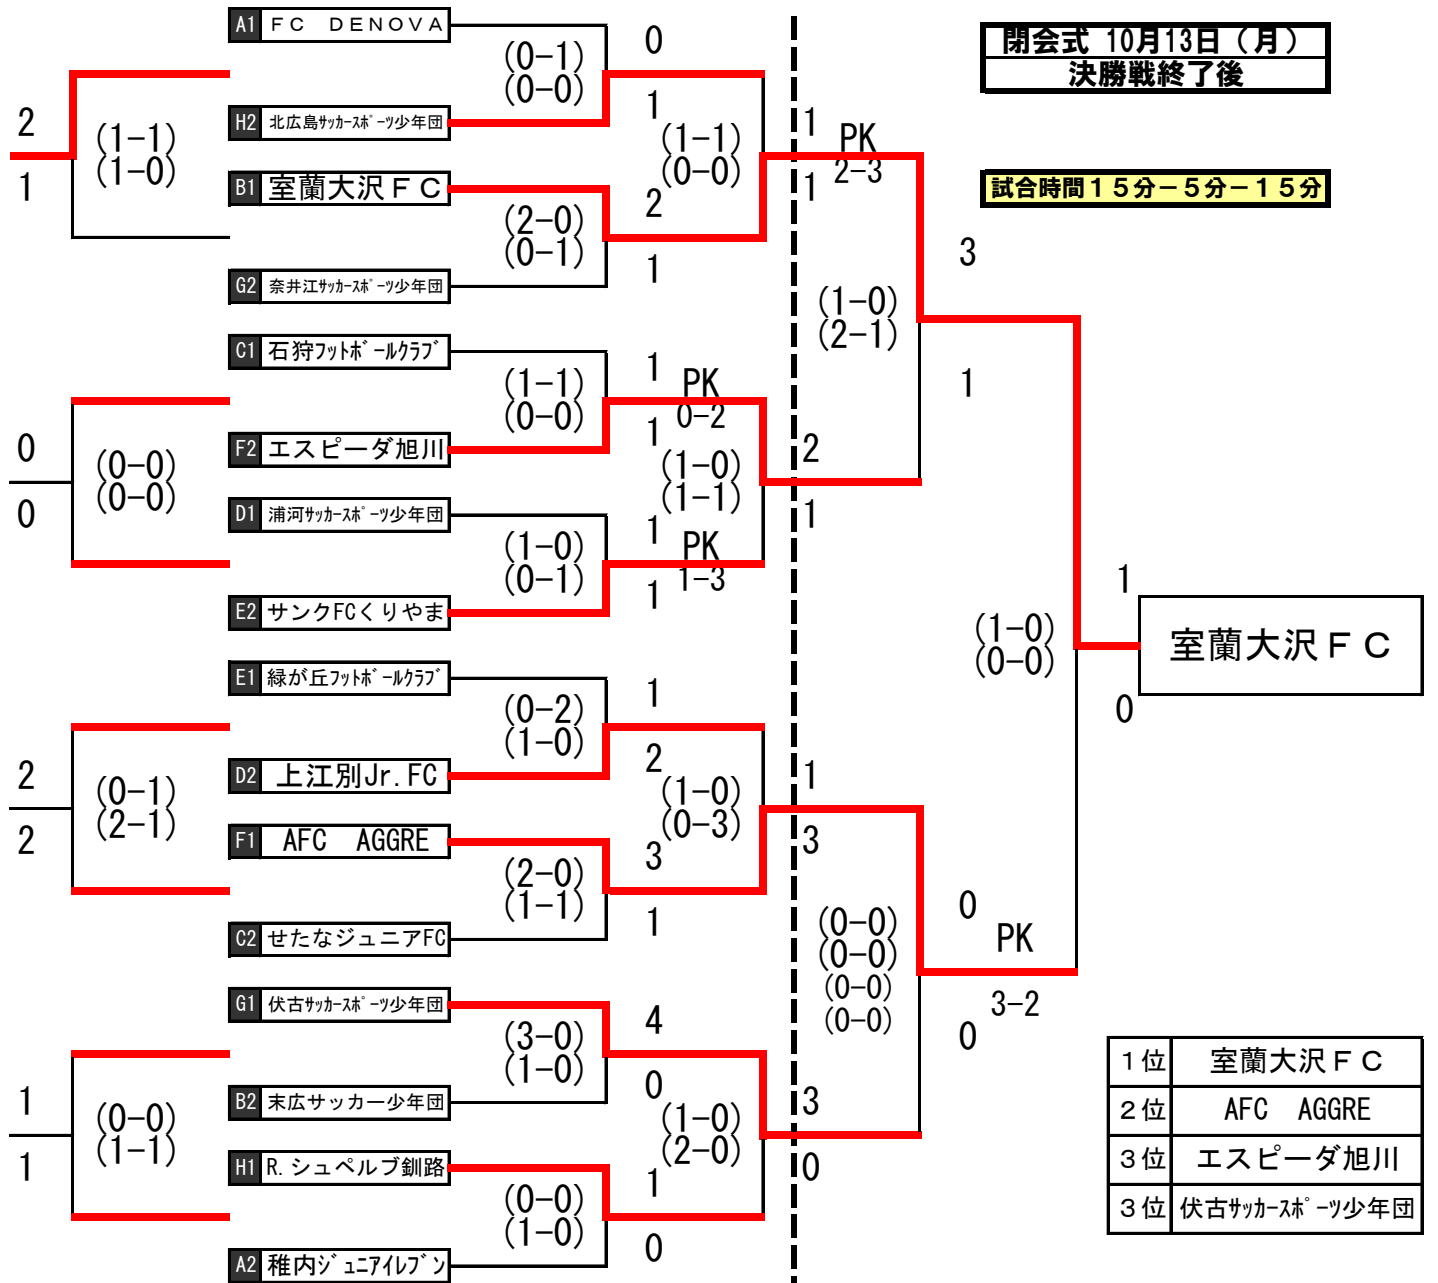 閉会式 10月13日（月）
決勝戦終了後
試合時間１５分－５分－１５分
A1 ＦＣ　ＤＥＮＯＶＡ
(0-1)
(0-0)
0
1
H2 北広島ｻｯｶｰｽﾎﾟｰﾂ少年団
2
1
(1-1)
(1-0)
(1-1)
(0-0)
1
1
PK
2-3
B1 室蘭大沢ＦＣ
(2-0)
(0-1)
2
1
G2 奈井江ｻｯｶｰｽﾎﾟｰﾂ少年団
3
1
(1-0)
(2-1)
C1 石狩ﾌｯﾄﾎﾞｰﾙｸﾗﾌﾞ
(1-1)
(0-0)
1
1
PK
0-2
F2 エスピーダ旭川
0
0
(0-0)
(0-0)
(1-0)
(1-1)
2
1
D1 浦河ｻｯｶｰｽﾎﾟｰﾂ少年団
(1-0)
(0-1)
1
1
PK
1-3
E2 サンクFCくりやま
(1-0)
(0-0)
1
0
室蘭大沢ＦＣ
E1 緑が丘ﾌｯﾄﾎﾞｰﾙｸﾗﾌﾞ
(0-2)
(1-0)
1
2
D2 上江別Jr.FC
2
2
(0-1)
(2-1)
(1-0)
(0-3)
1
3
F1 AFC　AGGRE
(2-0)
(1-1)
3
1
C2 せたなジュニアFC
(0-0)
(0-0)
(0-0)
(0-0)
0
0
PK
3-2
G1 伏古ｻｯｶｰｽﾎﾟｰﾂ少年団
(3-0)
(1-0)
4
0
B2 末広サッカー少年団
1
1
(0-0)
(1-1)
(1-0)
(2-0)
3
0
H1 R.シュペルブ釧路
(0-0)
(1-0)
1
0
A2 稚内ｼﾞｭﾆｱｲﾚﾌﾞﾝ
１位 室蘭大沢ＦＣ
２位 AFC　AGGRE
３位 エスピーダ旭川
３位 伏古ｻｯｶｰｽﾎﾟｰﾂ少年団